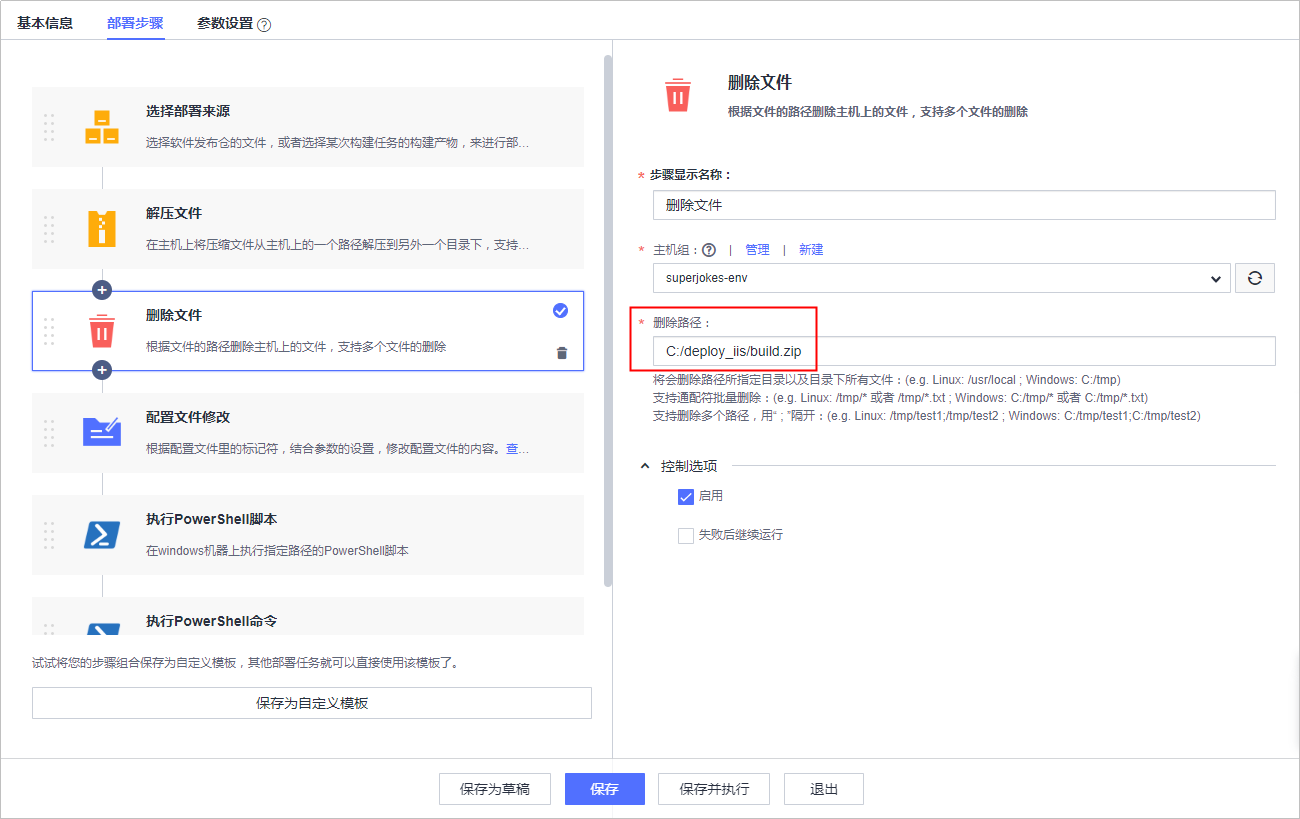 基本信息 部署步骤 参数设置 ?
选择部署来源
选择软件发布仓的文件，或者选择某次构建任务的构建产物，来进行部...
解压文件
在主机上将压缩文件从主机上的一个路径解压到另外一个目录下，支持...
删除文件
根据文件的路径删除主机上的文件，支持多个文件的删除
配置文件修改
根据配置文件里的标记符，结合参数的设置，修改配置文件的内容。查...
执行PowerShell脚本
在windows机器上执行指定路径的PowerShell脚本
执行PowerShell命令
试试将您的步骤组合保存为自定义模板，其他部署任务就可以直接使用该模板了。
保存为自定义模板
删除文件
根据文件的路径删除主机上的文件，支持多个文件的删除
* 步骤显示名称：
删除文件
* 主机组： ? | 管理 | 新建
superjokes-env
* 删除路径：
C:/deploy_iis/build.zip
将会删除路径所指定目录以及目录下所有文件：(e.g. Linux: /usr/local ; Windows: C:/tmp)
支持通配符批量删除：(e.g. Linux: /tmp/* 或者 /tmp/*.txt ; Windows: C:/tmp/* 或者 C:/tmp/*.txt)
支持删除多个路径，用“ ; ”隔开：(e.g. Linux: /tmp/test1;/tmp/test2 ; Windows: C:/tmp/test1;C:/tmp/test2)
控制选项
启用
失败后继续运行
保存为草稿 保存 保存并执行 退出